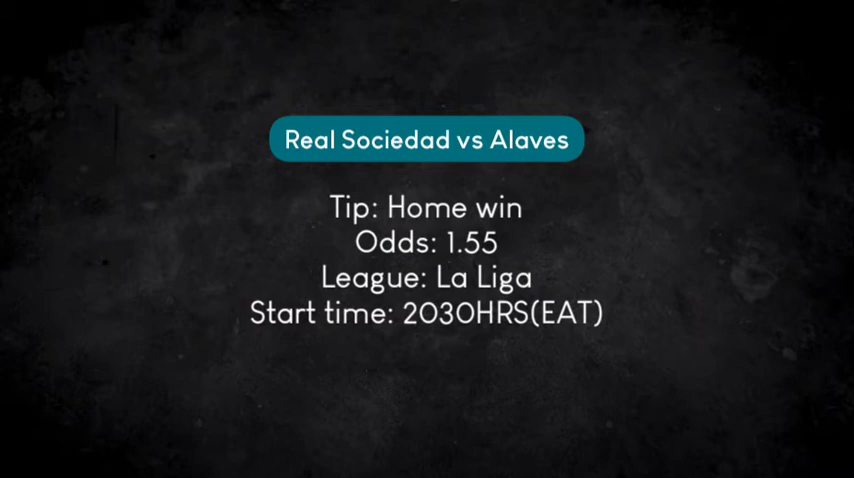 Real Sociedad vs Alaves
Tip: Home win
Odds: 1.55
League: La Liga
Start time: 2030HRS(EAT)